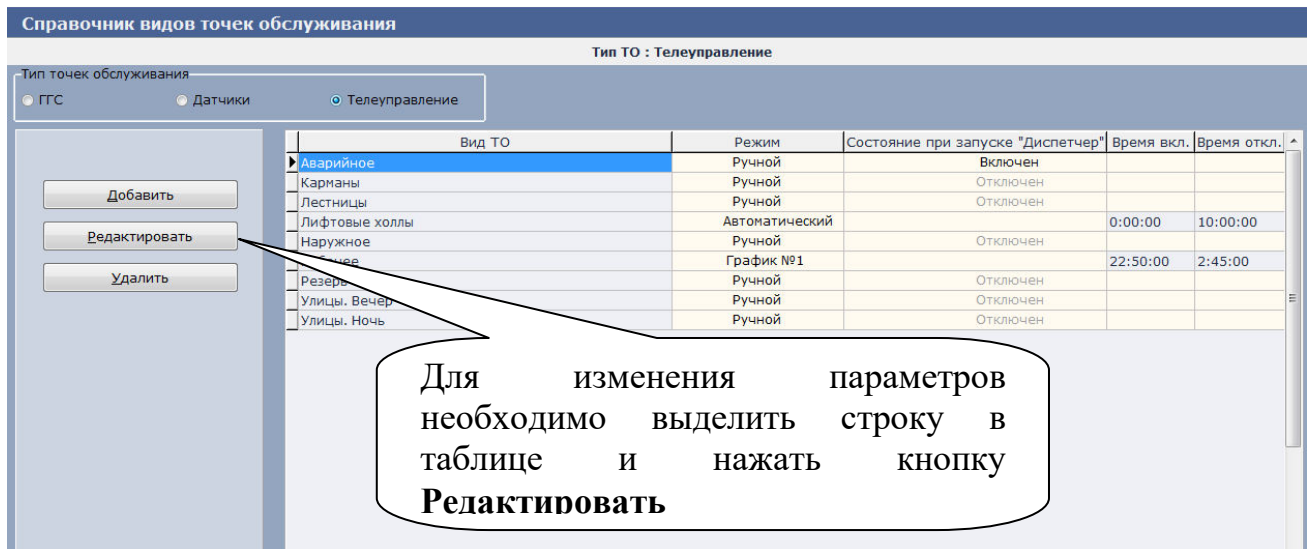 Справочник видов точек обслуживания
Тип ТО : Телеуправление
Тип точек обслуживания
ГГС Датчики Телеуправление
Вид ТО Режим Состояние при запуске "Диспетчер" Время вкл. Время откл.
Аварийное Ручной Включен
Карманы Ручной Отключен
Лестницы Ручной Отключен
Лифтовые холлы Автоматический 0:00:00 10:00:00
Наружное Ручной Отключен
График №1 22:50:00 2:45:00
Резерв Ручной Отключен
Улицы. Вечер Ручной Отключен
Улицы. Ночь Ручной Отключен
Добавить
Редактировать
Удалить
Для изменения параметров
необходимо выделить строку в
таблице и нажать кнопку
Редактировать